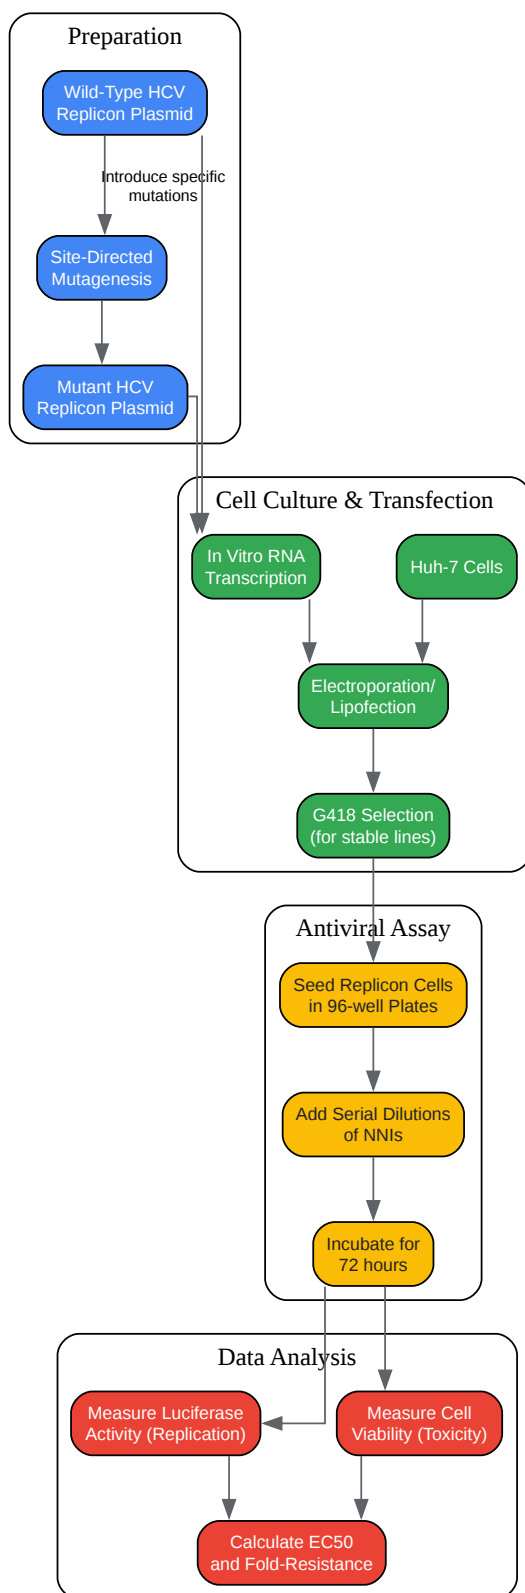 Preparation
Wild-Type HCV
Replicon Plasmid
Introduce specific
mutations
Site-Directed
Mutagenesis
Mutant HCV
Replicon Plasmid
Cell Culture & Transfection
In Vitro RNA
Transcription
Huh-7 Cells
Electroporation/
Lipofection
G418 Selection
(for stable lines)
Antiviral Assay
Seed Replicon Cells
in 96-well Plates
Add Serial Dilutions
of NNIs
Incubate for
72 hours
Data Analysis
Measure Luciferase
Activity (Replication)
Measure Cell
Viability (Toxicity)
Calculate EC50
and Fold-Resistance